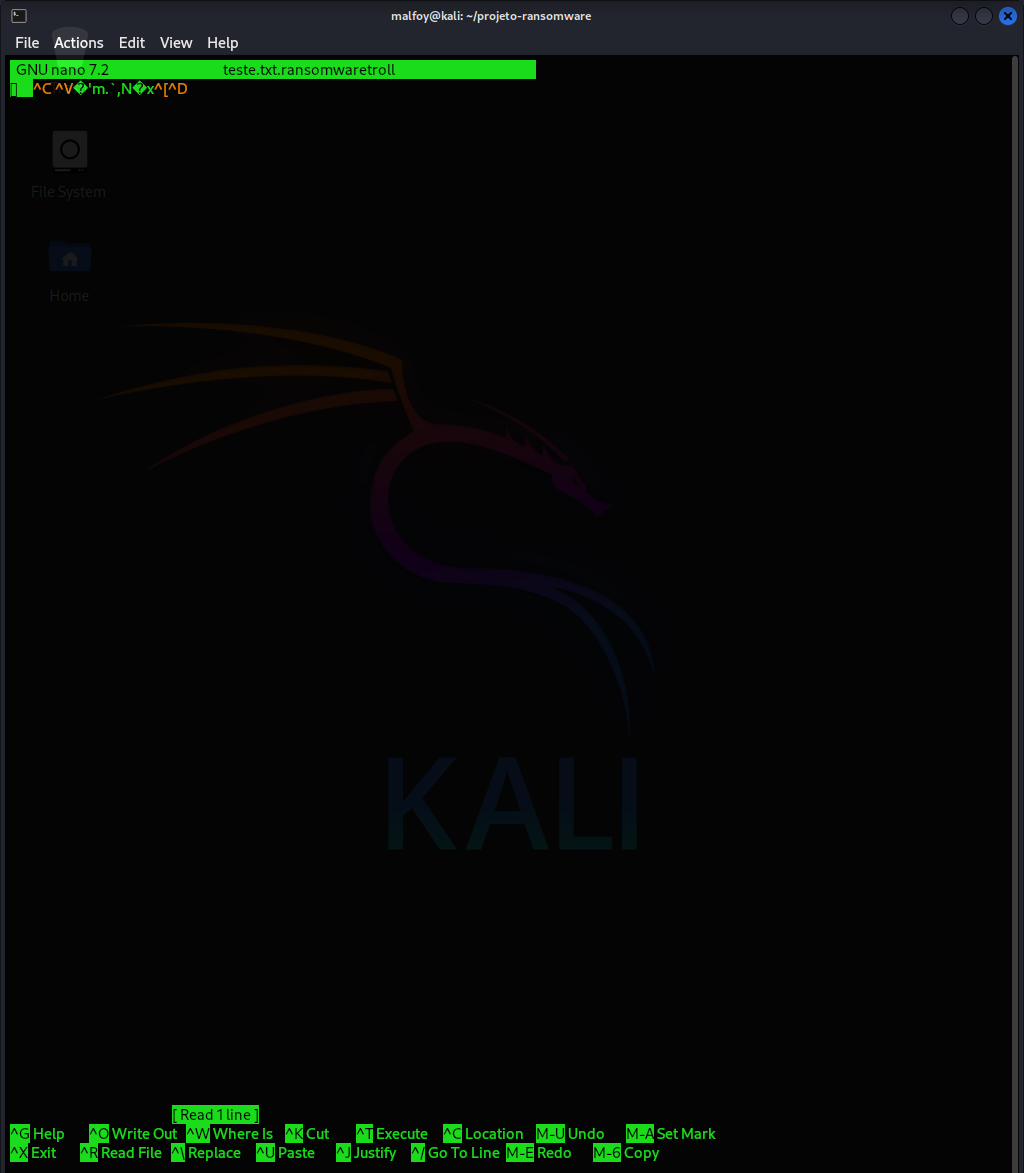 malfoy@kali: ~/projeto-ransomware
File Actions Edit View Help
GNU nano 7.2 teste.txt.ransomwaretroll
^C ^V�'m.`,N�x^[^D
File System
Home
KALI
[ Read 1 line ]
^G Help ^O Write Out ^W Where Is ^K Cut ^T Execute ^C Location M-U Undo M-A Set Mark
^X Exit ^R Read File ^\ Replace ^U Paste ^J Justify ^/ Go To Line M-E Redo M-6 Copy